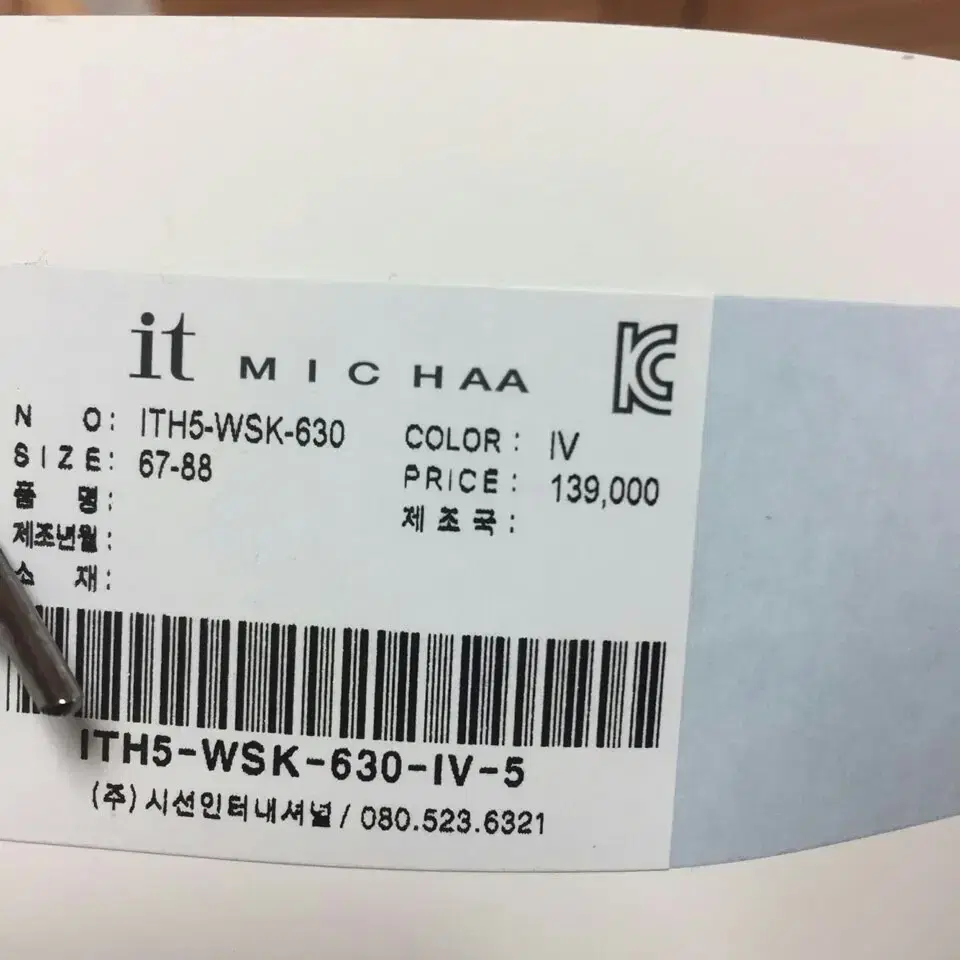 it MICHAA
NO: ITH5-WSK-630 COLOR: IV
SIZE: 67-88 PRICE: 139,000
품 명: 제조국:
제조년월:
소 재:
ITH5-WSK-630-IV-5
(주)시선인터내셔널/080.523.6321